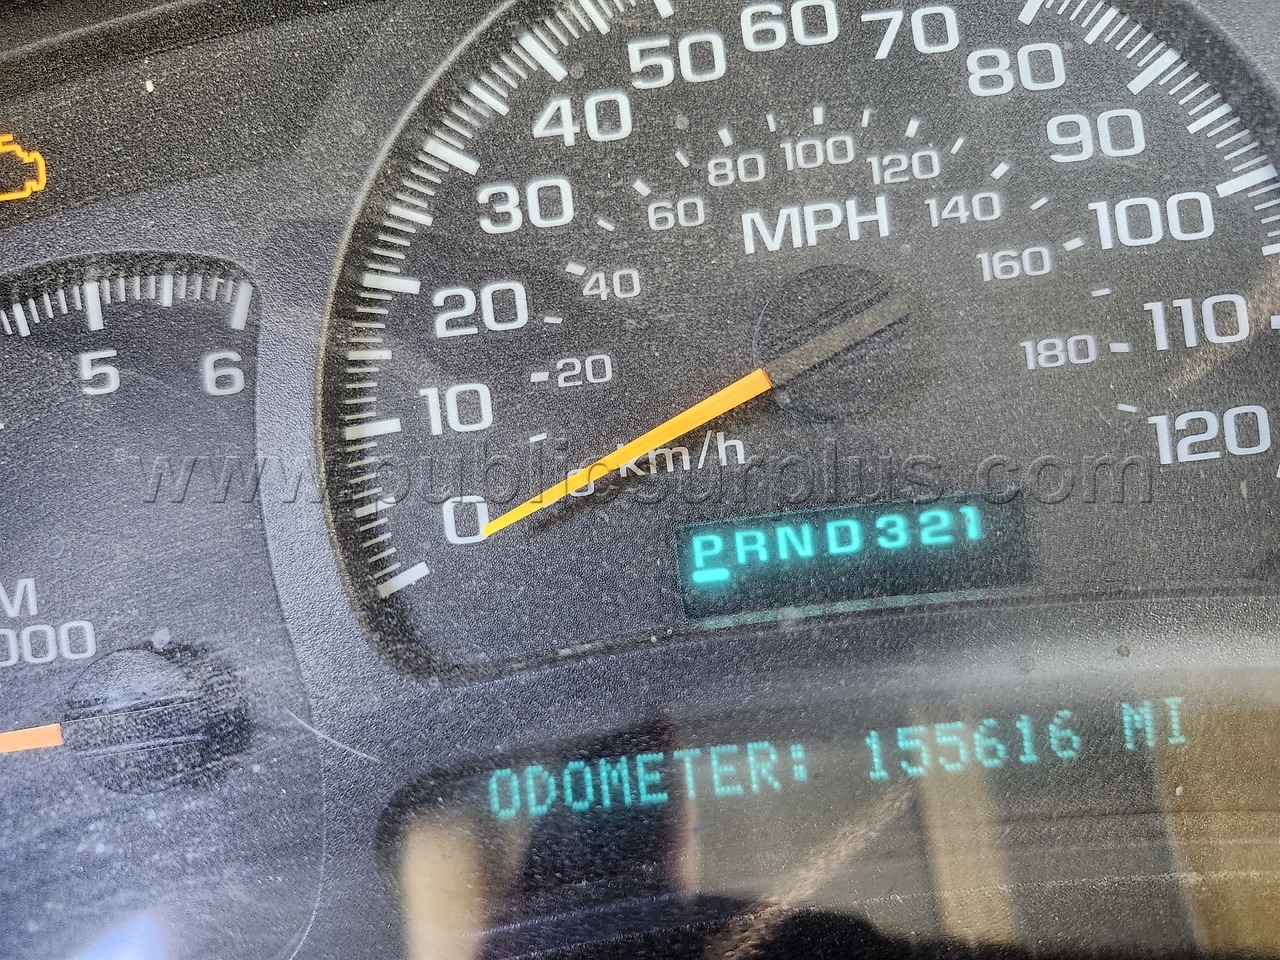 50 60 70
40 80
30 90
80 100 120
60 MPH 140
20 40 160 100
10 20 180 110
0 km/h 120
0
5 6
www.publicsurplus.com
PRND321
000
ODOMETER: 155616 MI